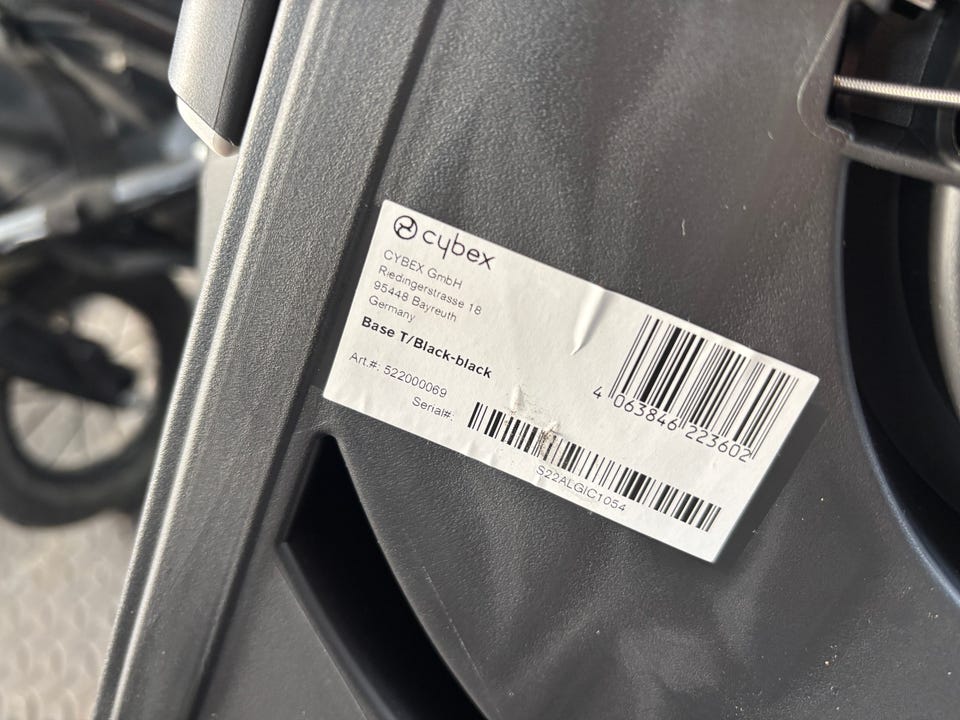 cybex
CYBEX GmbH
Riedingerstrasse 18
95448 Bayreuth
Germany
Base T/Black-black
Art.#: 522000069
Serial#:
S22ALGIC1054
4 063846 223602